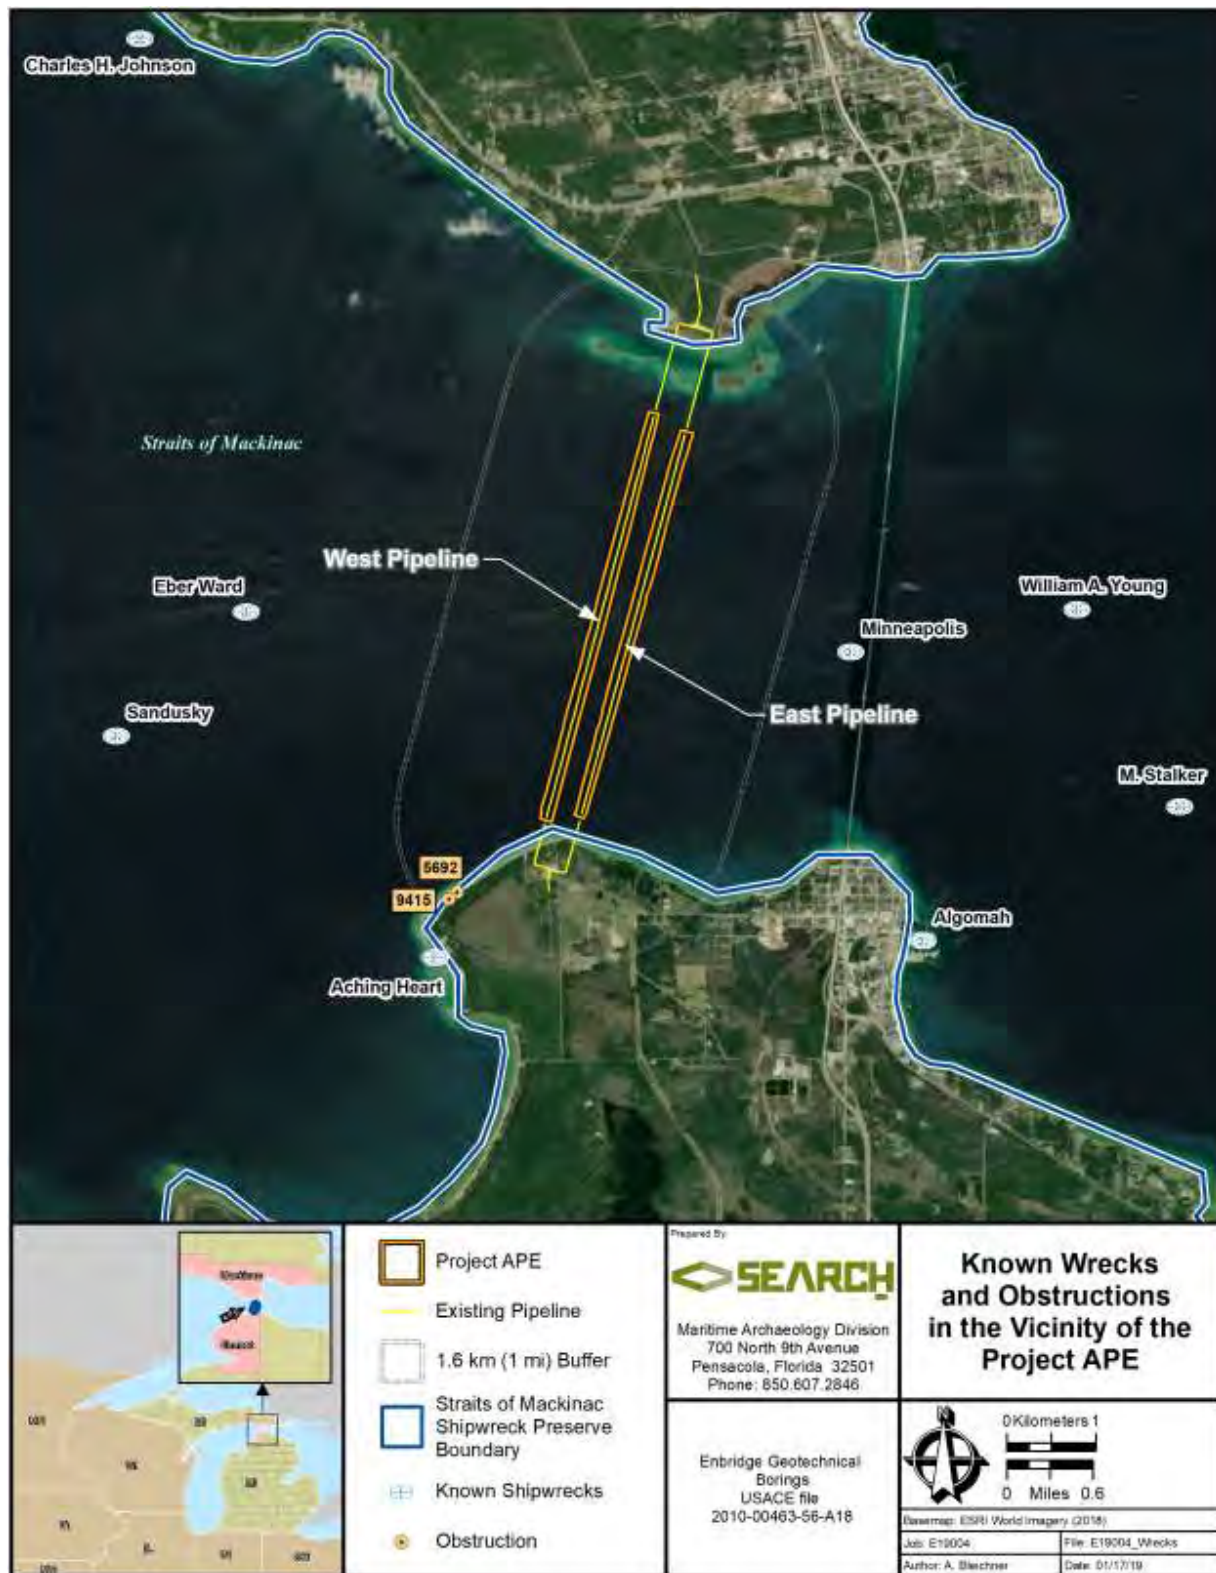 Charles H. Johnson
Straits of Mackinac
West Pipeline
Eber Ward
William A. Young
Minneapolis
Sandusky
East Pipeline
M. Stalker
5692
9415
Algomah
Aching Heart
Project APE
Existing Pipeline
1.6 km (1 mi) Buffer
Straits of Mackinac
Shipwreck Preserve
Boundary
Known Shipwrecks
Obstruction
Prepared By:
SEARCH
Maritime Archaeology Division
700 North 9th Avenue
Pensacola, Florida 32501
Phone: 850.607.2846
Enbridge Geotechnical
Borings
USACE file
2010-00463-56-A18
Known Wrecks
and Obstructions
in the Vicinity of the
Project APE
N
0 Kilometers 1
0 Miles 0.6
Basemap: ESRI World Imagery (2018)
Job: E19004
File: E19004_Wrecks
Author: A. Bleichner
Date: 01/17/19